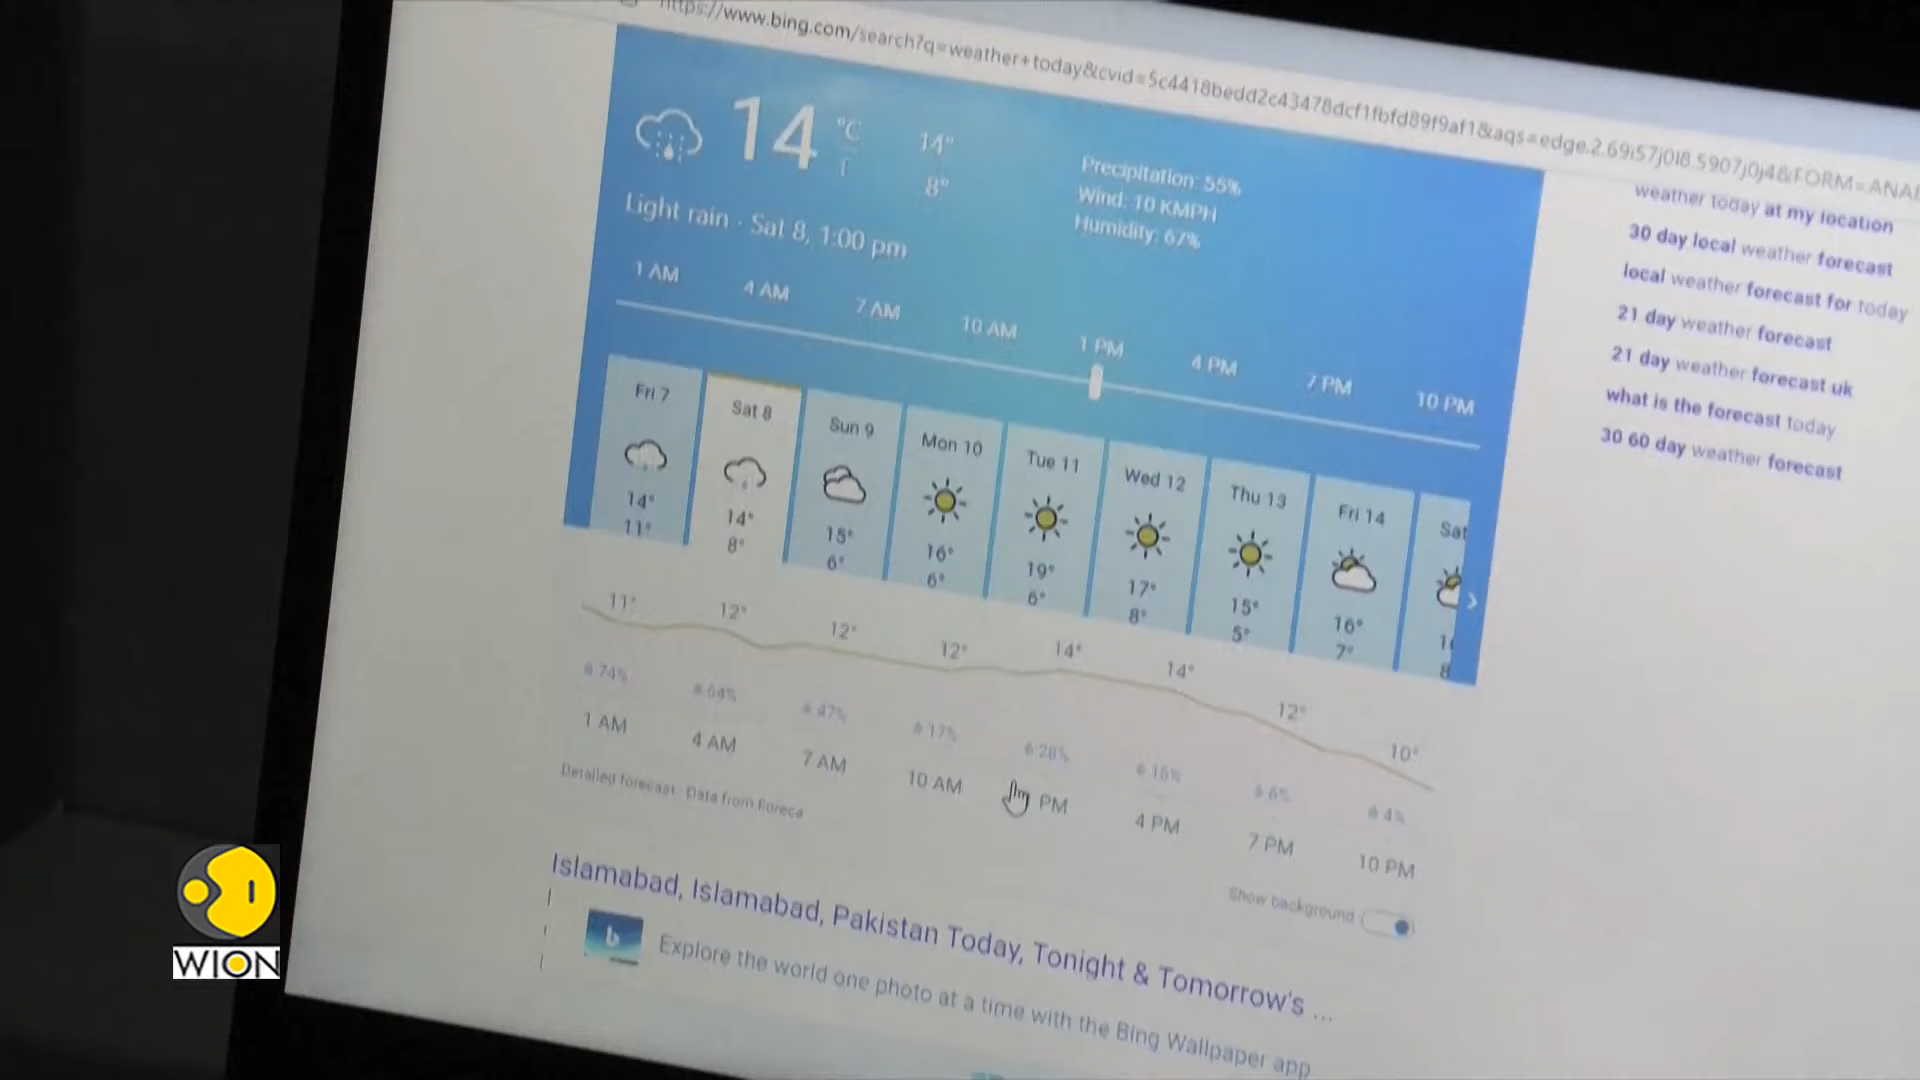 https://www.bing.com/search?q=weather+today&cvid=5c4418bedd2c43478dcf1fbfd89f9af1&aqs=edge.2.69i57j0l8.5907j0j4&FORM=ANAB
14 °C
F
14°
8°
Precipitation: 55%
Wind: 10 KMPH
Humidity: 67%
Light rain · Sat 8, 1:00 pm
1 AM 4 AM 7 AM 10 AM 1 PM 4 PM 7 PM 10 PM
Fri 7 Sat 8 Sun 9 Mon 10 Tue 11 Wed 12 Thu 13 Fri 14 Sat
14° 14° 15° 16° 19° 17° 15° 16°
11° 8° 6° 6° 6° 8° 5° 7° 8
11° 12° 12° 12° 14° 14° 12° 10°
74% 64% 47% 17% 28% 15% 6% 4%
1 AM 4 AM 7 AM 10 AM PM 4 PM 7 PM 10 PM
Detailed forecast · Data from Foreca
Show background
Islamabad, Islamabad, Pakistan Today, Tonight & Tomorrow's ...
b
Explore the world one photo at a time with the Bing Wallpaper app
weather today at my location
30 day local weather forecast
local weather forecast for today
21 day weather forecast
21 day weather forecast uk
what is the forecast today
30 60 day weather forecast
WION